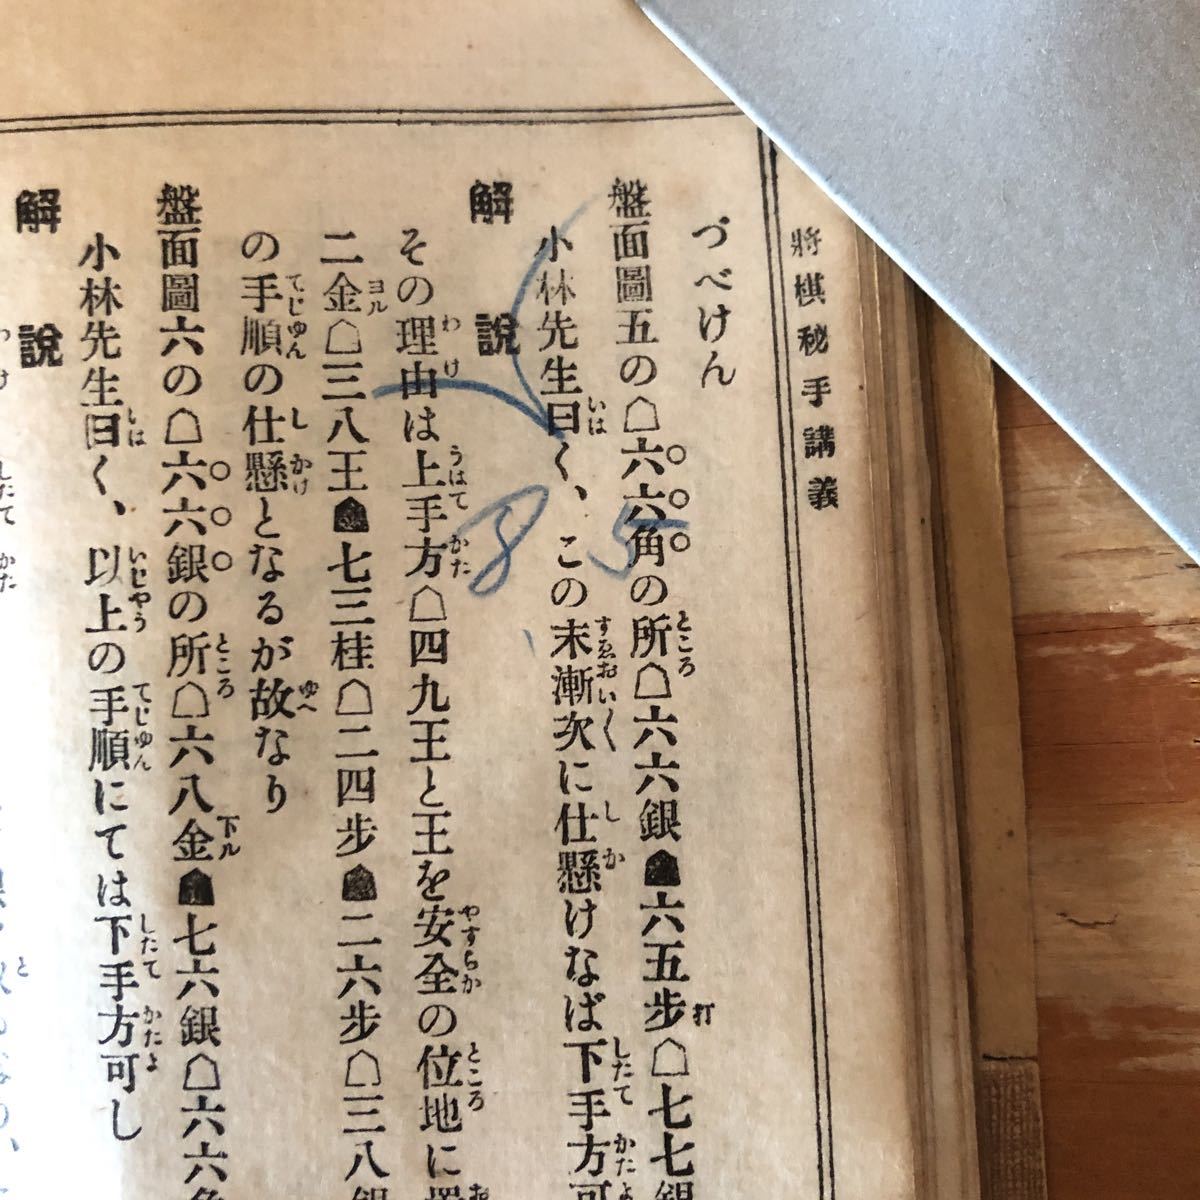 將棋秘手講義
づべけん
盤面圖五の☖六六角の所☖六六銀☗六五步打☖七七銀
小林先生曰く、この末漸次に仕懸けなば下手方可
解說
その理由は上手方☖四九王と王を安全の位地に
二金ヨル☖三八王☗七三桂☖二四步☗二六步☖三八銀
の手順の仕懸となるが故なり
盤面圖六の☖六六銀の所☖六八金下ル☗七六銀☖六六角
小林先生曰く、以上の手順にては下手方可し
解說